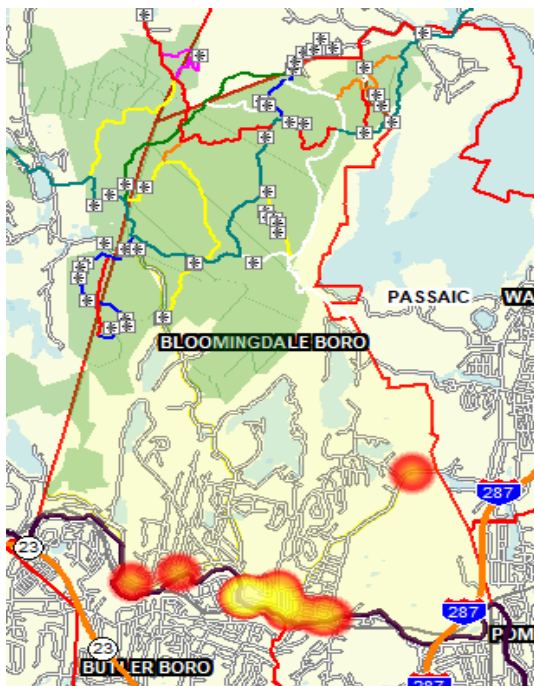 PASSAIC
WA
BLOOMINGDALE BORO
287
23
287
POM
23
BUTLER BORO
287